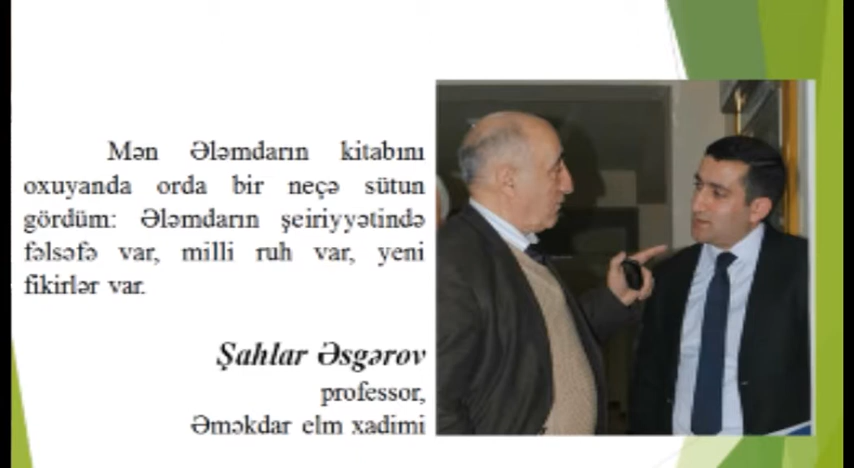 Mən Ələmdarın kitabını
oxuyanda orda bir neçə sütun
gördüm: Ələmdarın şeiriyyətində
fəlsəfə var, milli ruh var, yeni
fikirlər var.
Şahlar Əsgərov
professor,
Əməkdar elm xadimi